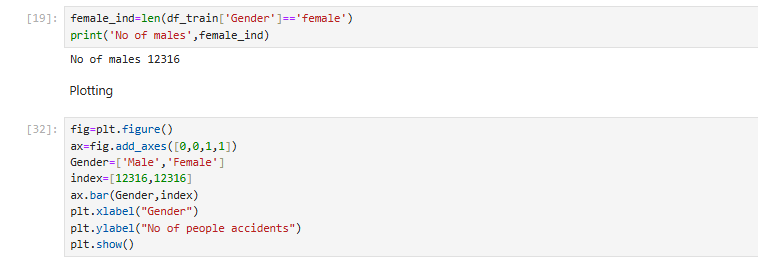 [19]: female_ind=len(df_train['Gender']=='female')
print('No of males',female_ind)
No of males 12316
Plotting
[32]: fig=plt.figure()
ax=fig.add_axes([0,0,1,1])
Gender=['Male','Female']
index=[12316,12316]
ax.bar(Gender,index)
plt.xlabel("Gender")
plt.ylabel("No of people accidents")
plt.show()